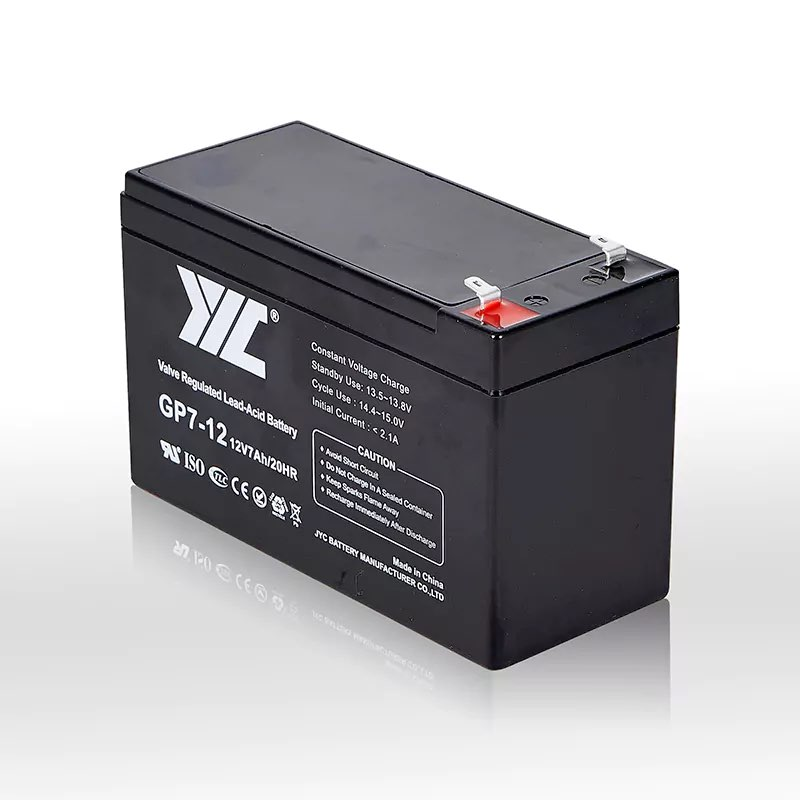 JYC®
Valve Regulated Lead-Acid Battery
GP7-12 12V7Ah/20HR
ISO TLC CE
Constant Voltage Charge
Standby Use: 13.5~13.8V
Cycle Use : 14.4~15.0V
Initial Current : < 2.1A
CAUTION
♦ Avoid Short Circuit
♦ Do Not Charge In A Sealed Container
♦ Keep Sparks Flame Away
♦ Recharge Immediately After Discharge
Made in China
JYC BATTERY MANUFACTURER CO.,LTD